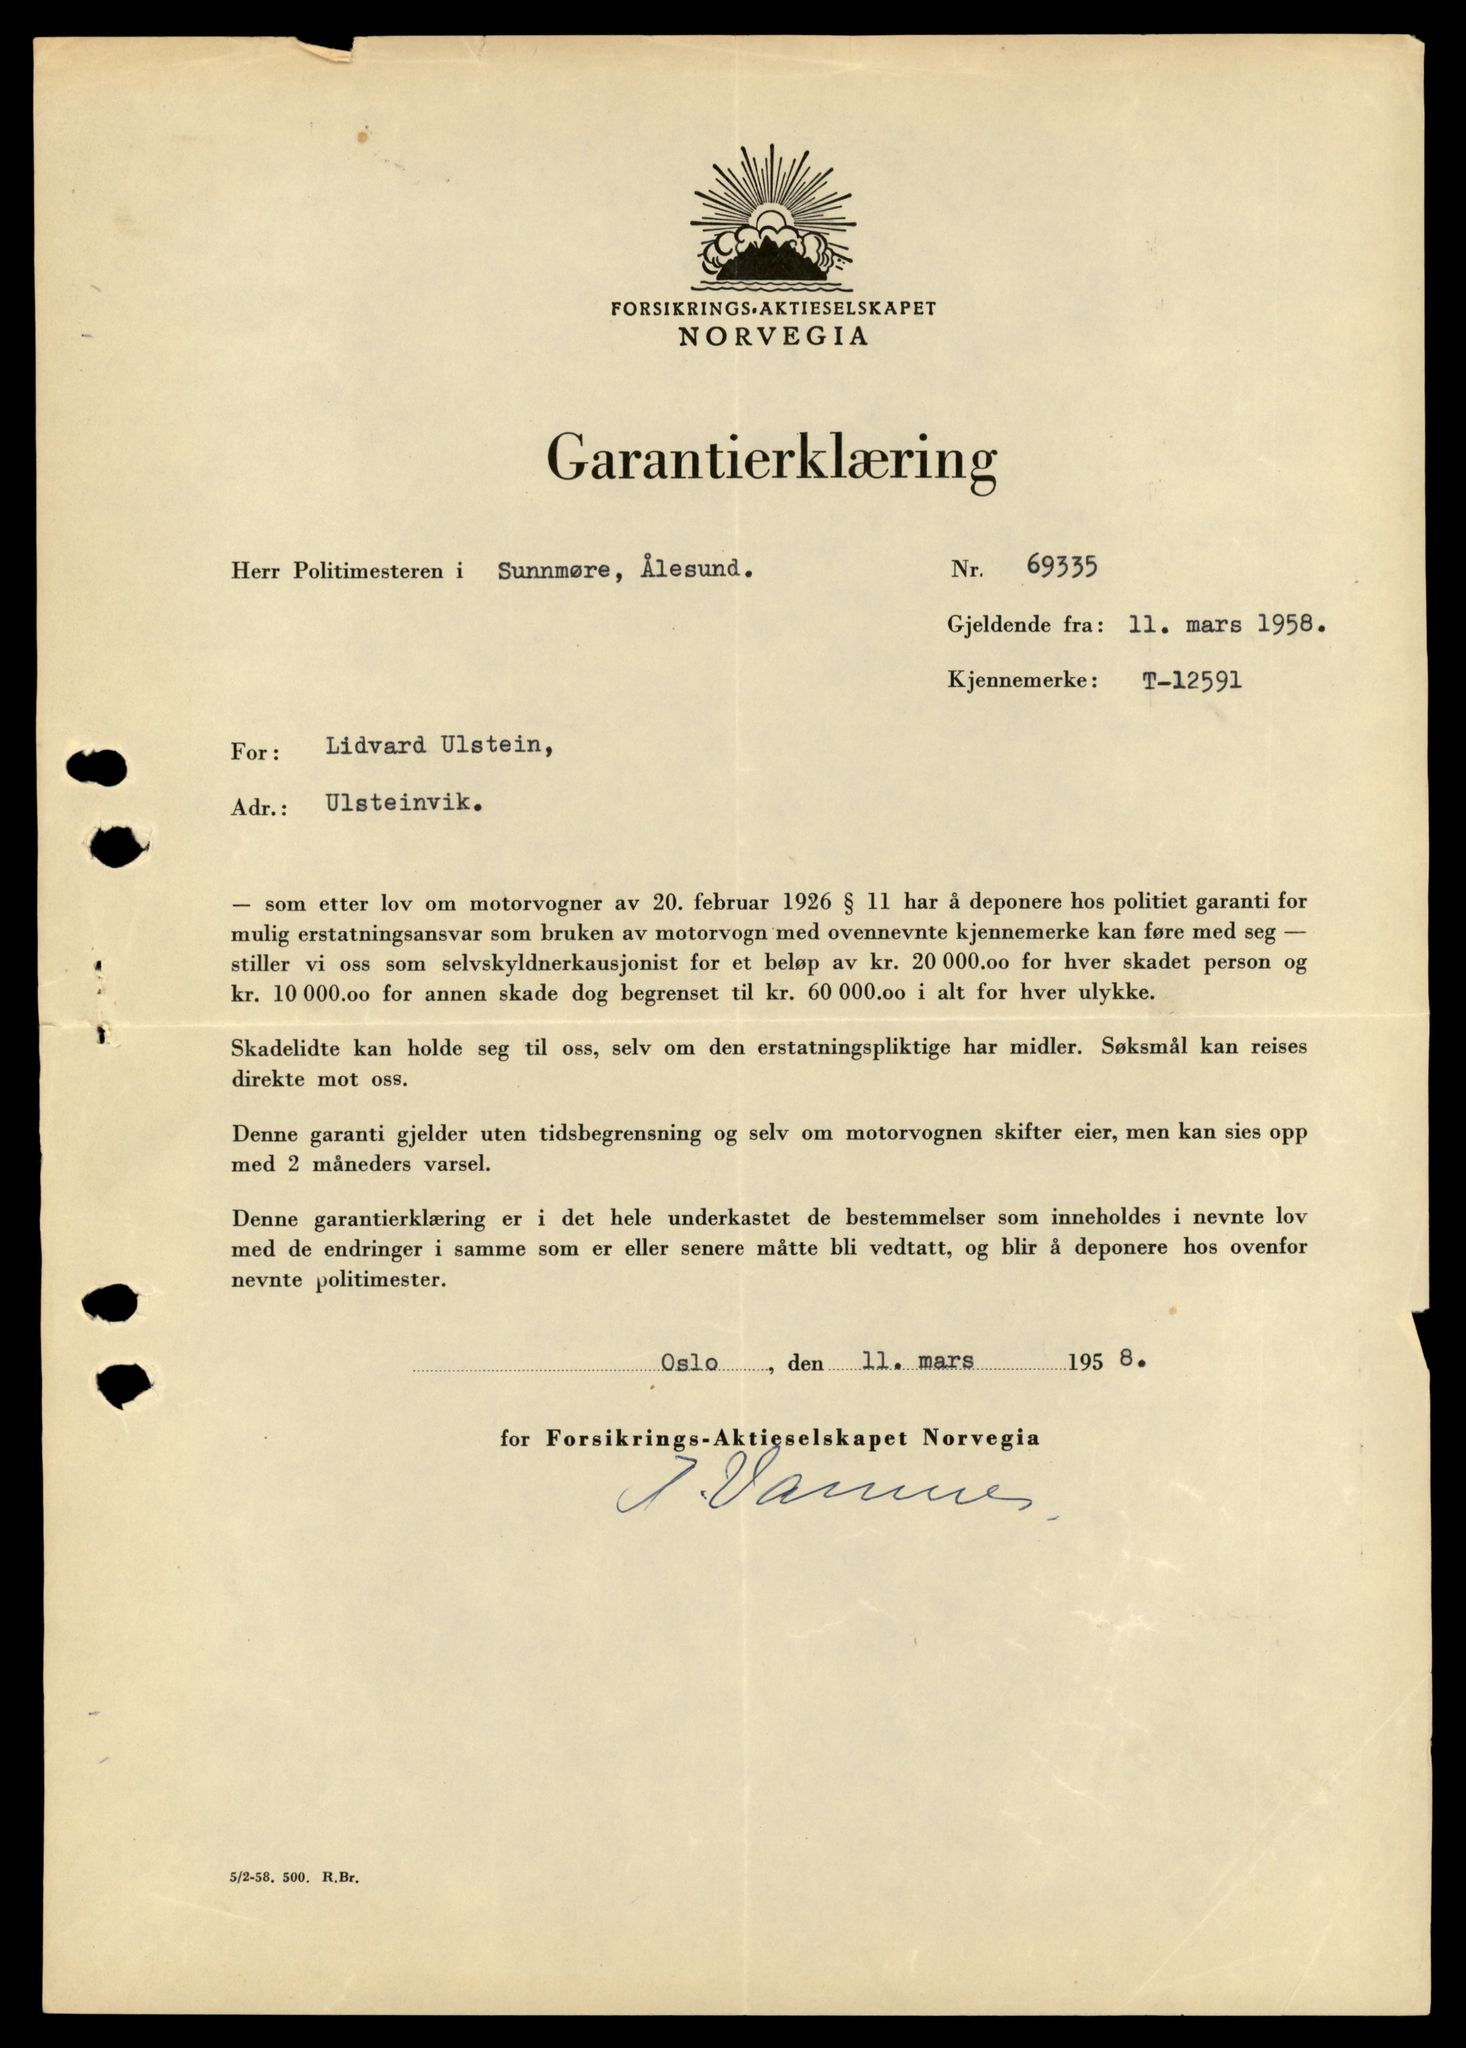 FORSIKRINGS-AKTIESELSKAPET
NORVEGIA
Garantierklæring
Herr Politimesteren i Sunnmøre, Ålesund.
Nr. 69335
Gjeldende fra: 11. mars 1958.
Kjennemerke: T-12591
For: Lidvard Ulstein,
Adr.: Ulsteinvik.
— som etter lov om motorvogner av 20. februar 1926 § 11 har å deponere hos politiet garanti for
mulig erstatningsansvar som bruken av motorvogn med ovennevnte kjennemerke kan føre med seg —
stiller vi oss som selvskyldnerkausjonist for et beløp av kr. 20 000.oo for hver skadet person og
kr. 10 000.oo for annen skade dog begrenset til kr. 60 000.oo i alt for hver ulykke.
Skadelidte kan holde seg til oss, selv om den erstatningspliktige har midler. Søksmål kan reises
direkte mot oss.
Denne garanti gjelder uten tidsbegrensning og selv om motorvognen skifter eier, men kan sies opp
med 2 måneders varsel.
Denne garantierklæring er i det hele underkastet de bestemmelser som inneholdes i nevnte lov
med de endringer i samme som er eller senere måtte bli vedtatt, og blir å deponere hos ovenfor
nevnte politimester.
Oslo, den 11. mars 1958.
for Forsikrings-Aktieselskapet Norvegia
5/2-58. 500. R.Br.